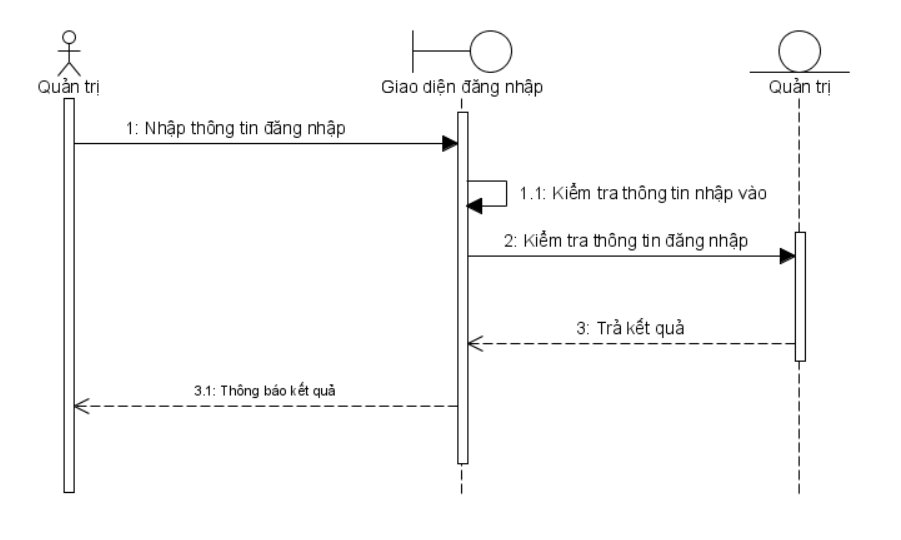 Quản trị
Giao diện đăng nhập
Quản trị
1: Nhập thông tin đăng nhập
1.1: Kiểm tra thông tin nhập vào
2: Kiểm tra thông tin đăng nhập
3: Trả kết quả
3.1: Thông báo kết quả